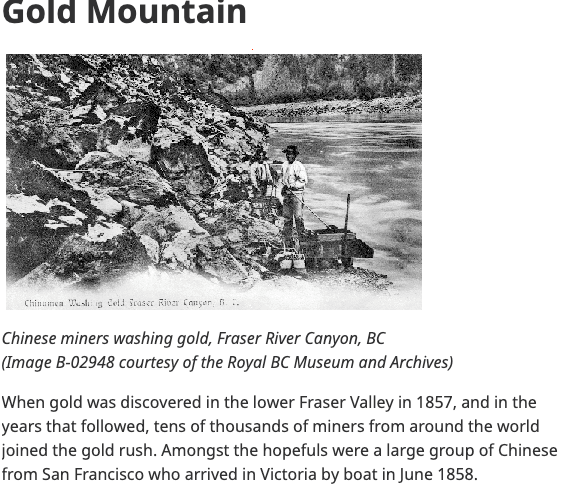 Gold Mountain
Chinamen Washing Gold Fraser River Canyon, B. C.
Chinese miners washing gold, Fraser River Canyon, BC
(Image B-02948 courtesy of the Royal BC Museum and Archives)
When gold was discovered in the lower Fraser Valley in 1857, and in the
years that followed, tens of thousands of miners from around the world
joined the gold rush. Amongst the hopefuls were a large group of Chinese
from San Francisco who arrived in Victoria by boat in June 1858.